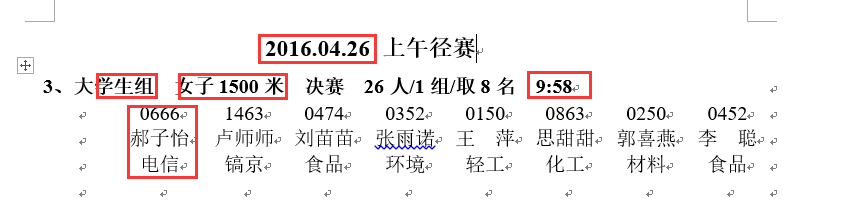 2016.04.26 上午径赛
3、大学生组 女子 1500 米 决赛 26 人/1 组/取 8 名 9:58
0666 1463 0474 0352 0150 0863 0250 0452
郝子怡 卢师师 刘苗苗 张雨诺 王 萍 思甜甜 郭喜燕 李 聪
电信 镐京 食品 环境 轻工 化工 材料 食品